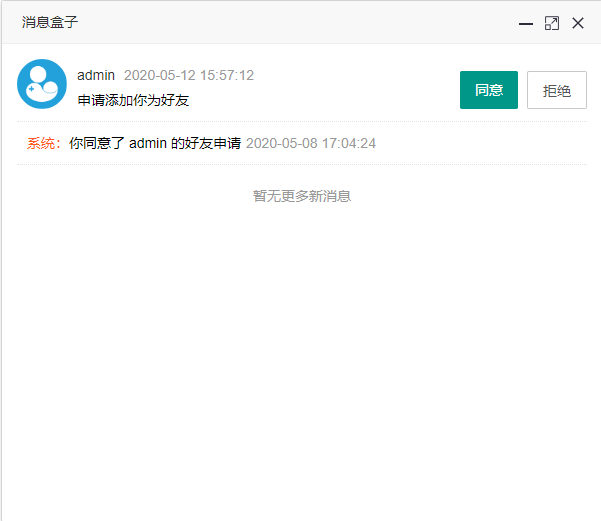 消息盒子
admin 2020-05-12 15:57:12
申请添加你为好友
同意
拒绝
系统：你同意了 admin 的好友申请 2020-05-08 17:04:24
暂无更多新消息